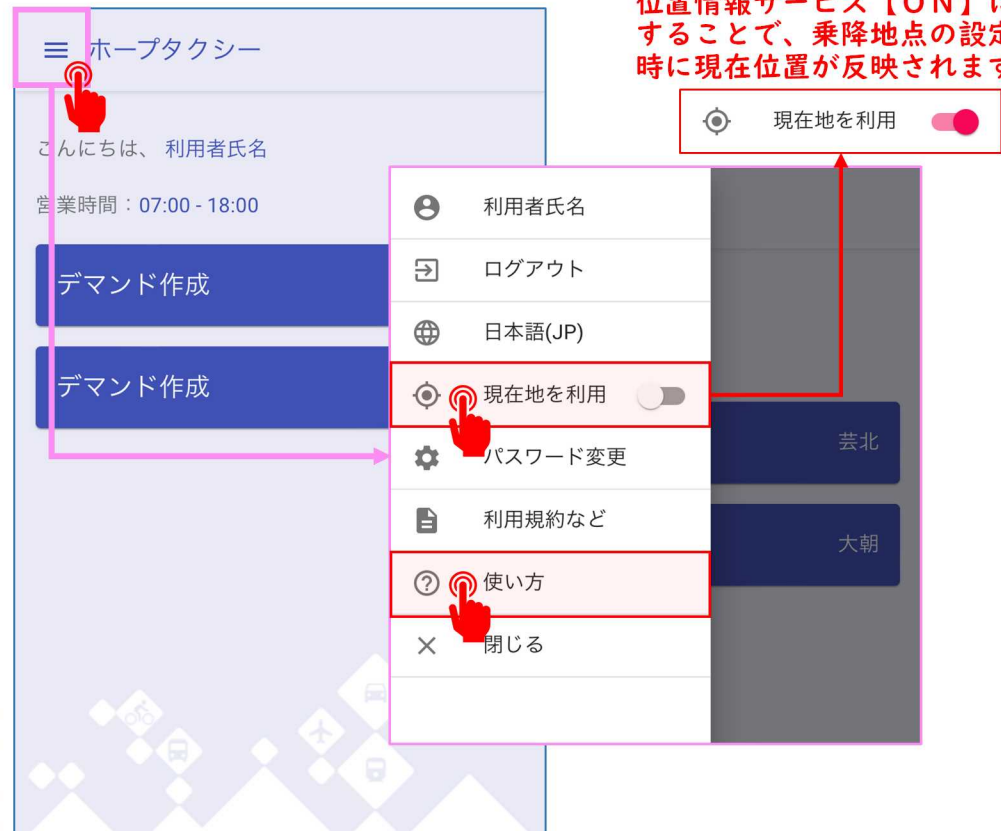 位置情報サービス【ON】に
することで、乗降地点の設定
時に現在位置が反映されます
現在地を利用
ホープタクシー
こんにちは、 利用者氏名
営業時間：07:00 - 18:00
デマンド作成
デマンド作成
利用者氏名
ログアウト
日本語(JP)
現在地を利用
パスワード変更
利用規約など
使い方
閉じる
芸北
大朝